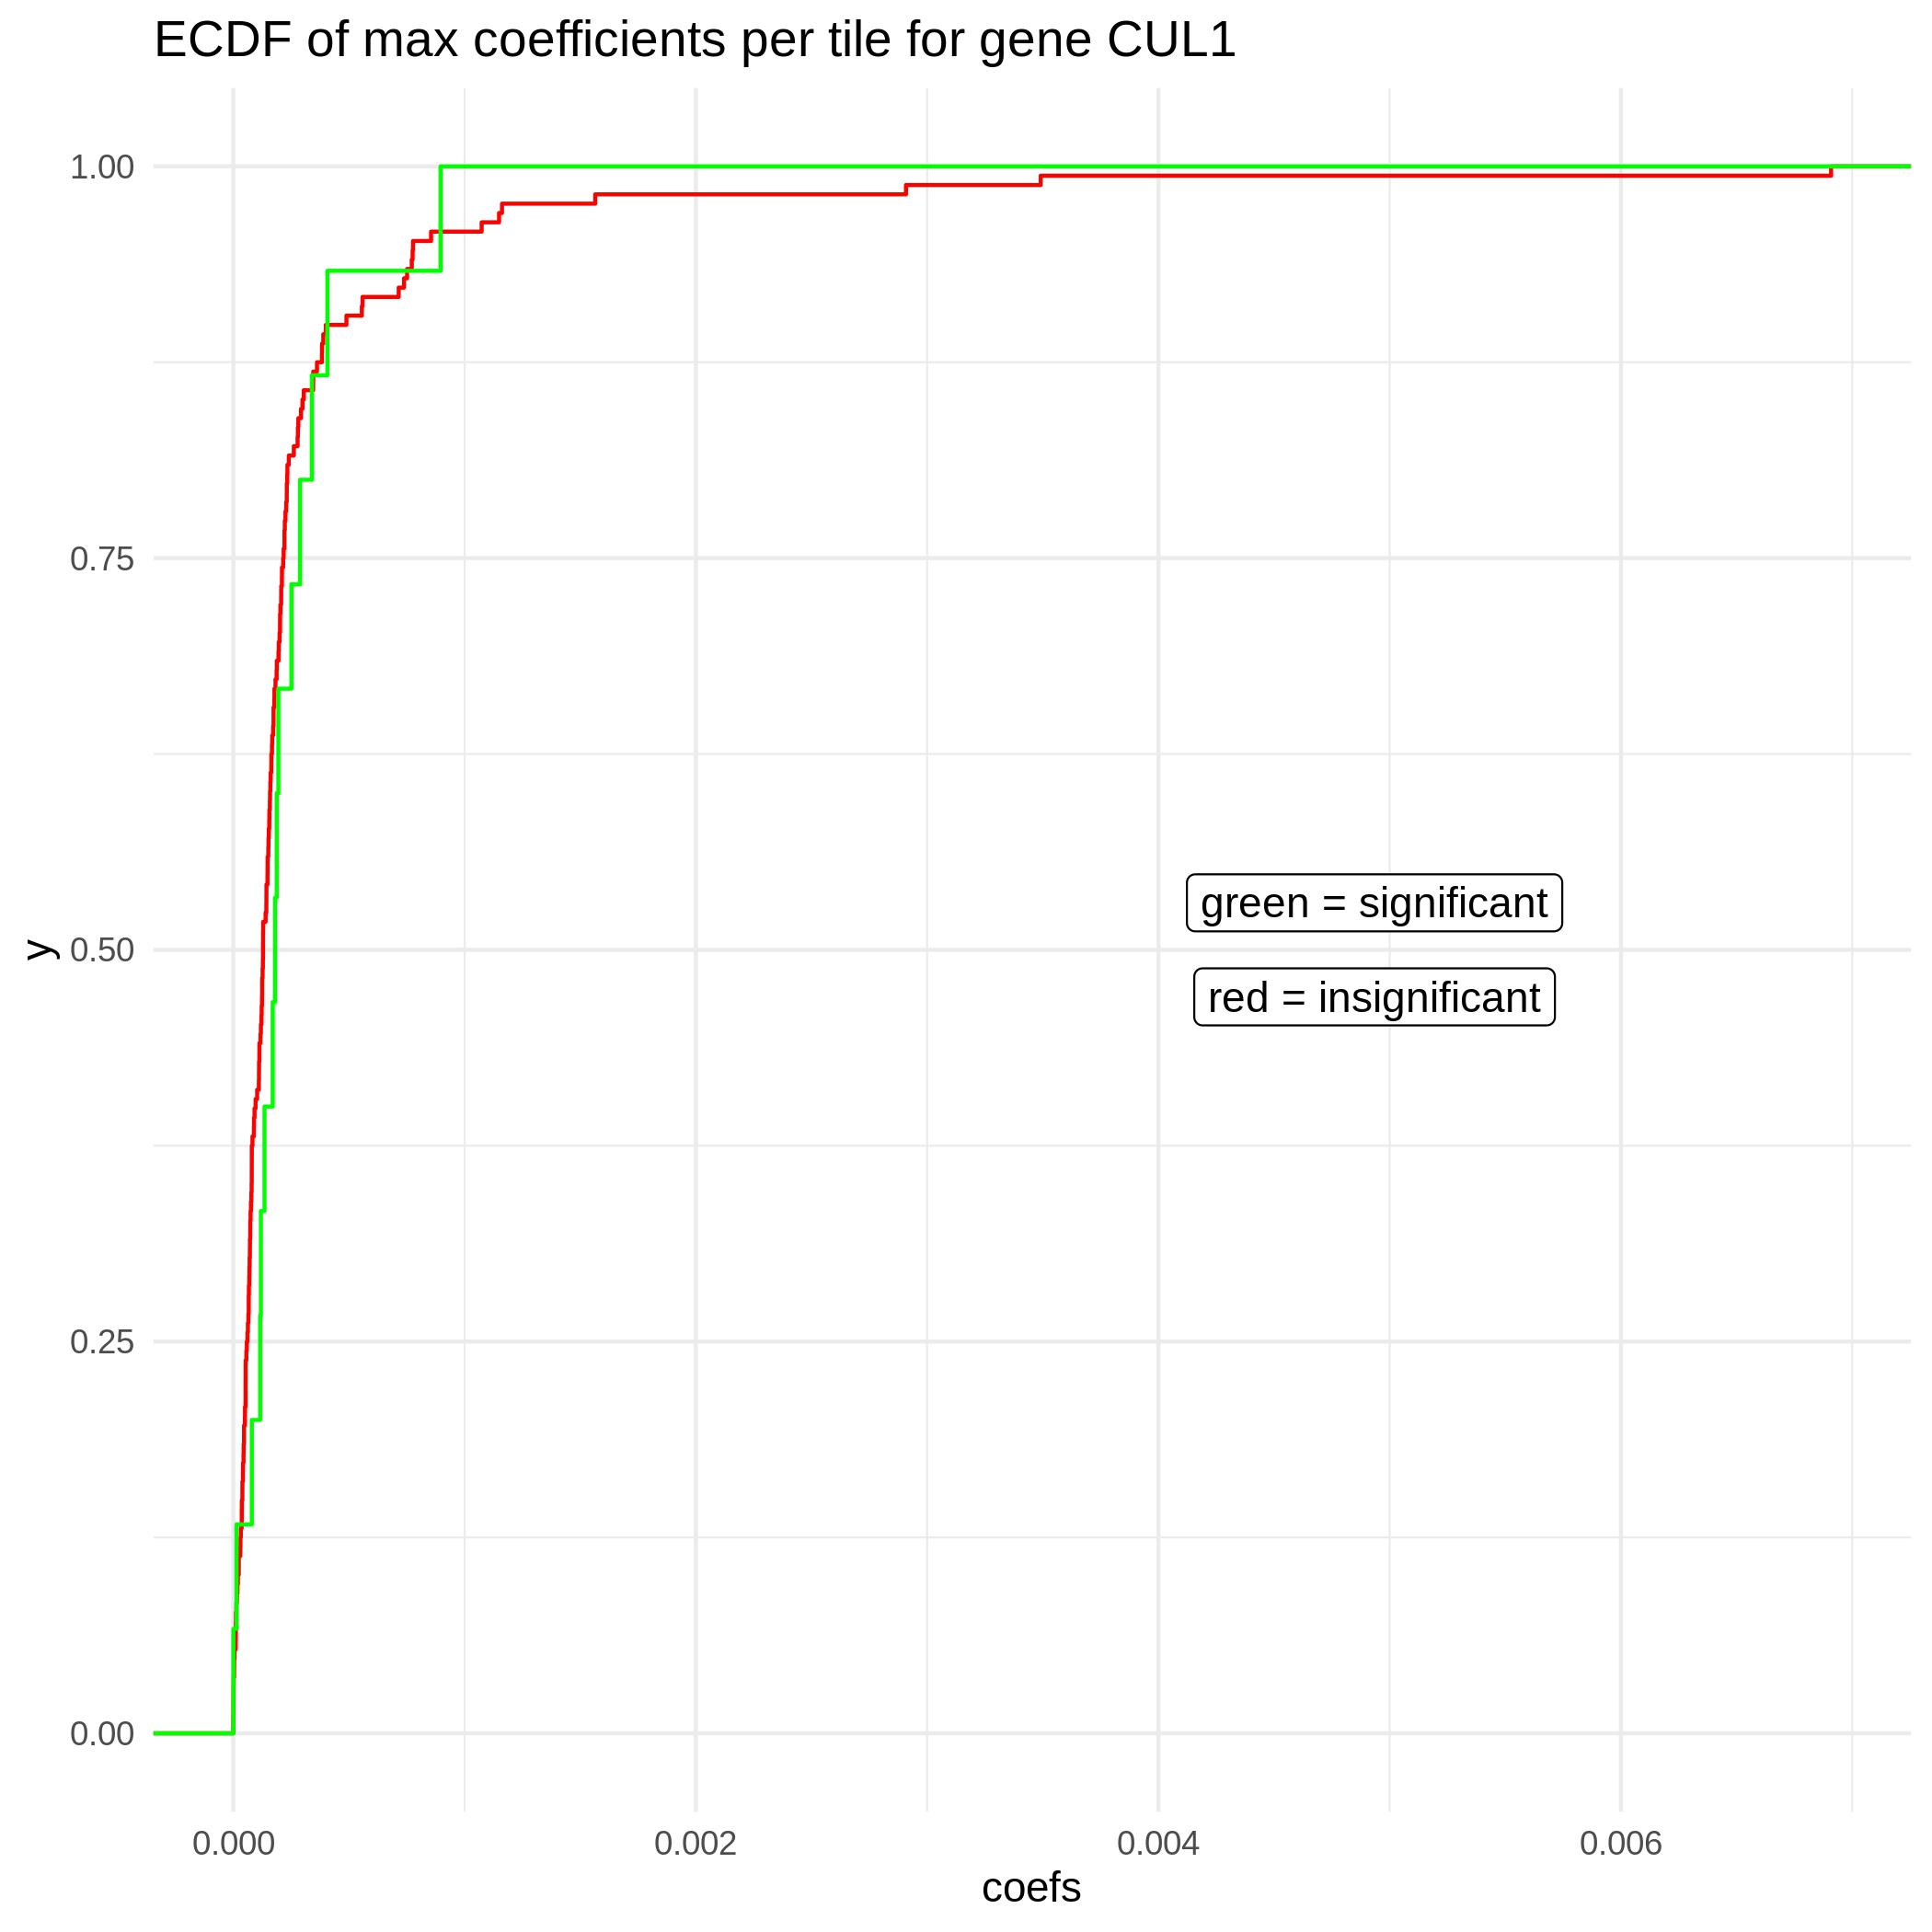 ECDF of max coefficients per tile for gene CUL1
1.00
0.75
0.50
0.25
0.00
y
green = significant
red = insignificant
0.000 0.002 0.004 0.006
coefs